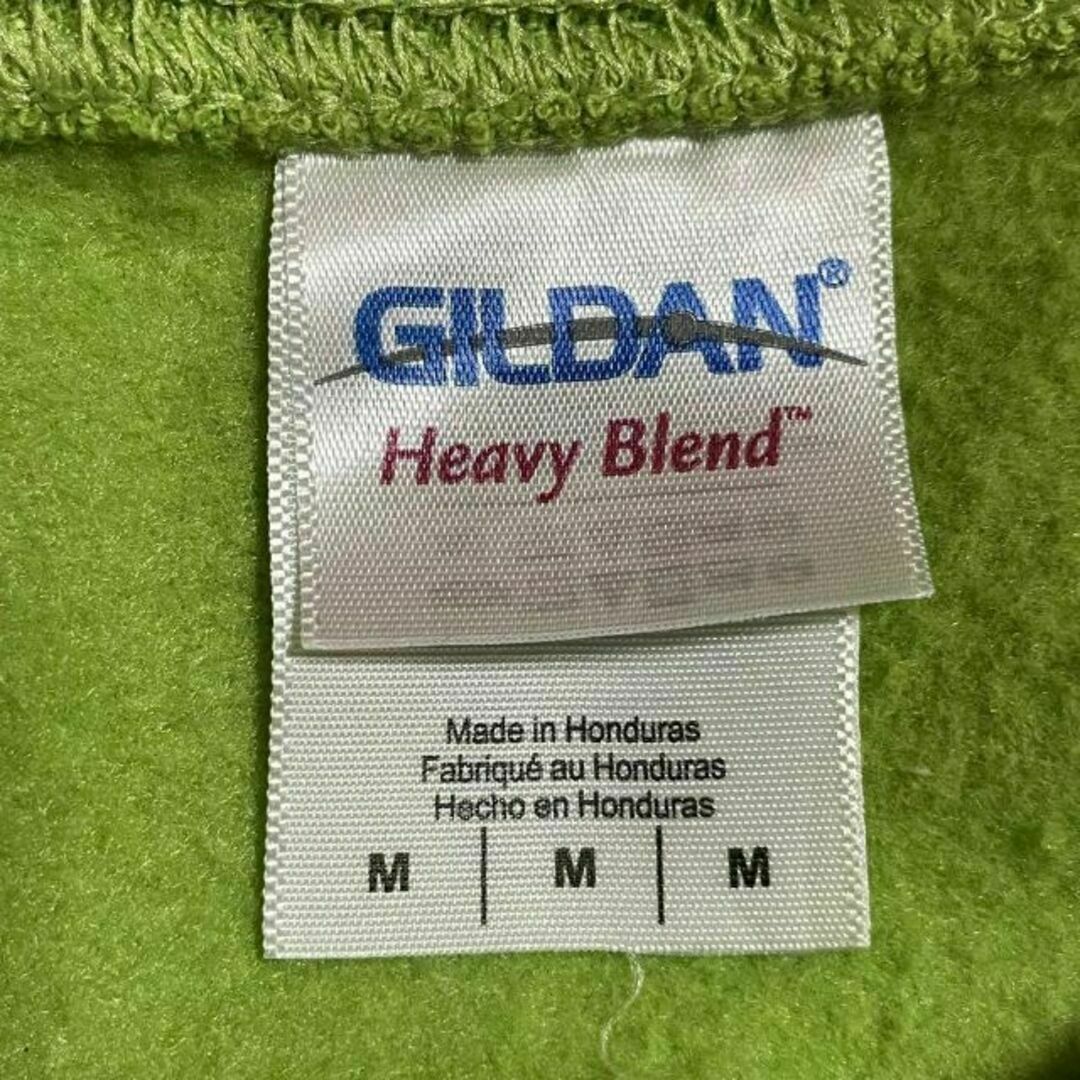 GILDAN®
Heavy Blend™
Made in Honduras
Fabriqué au Honduras
Hecho en Honduras
M M M